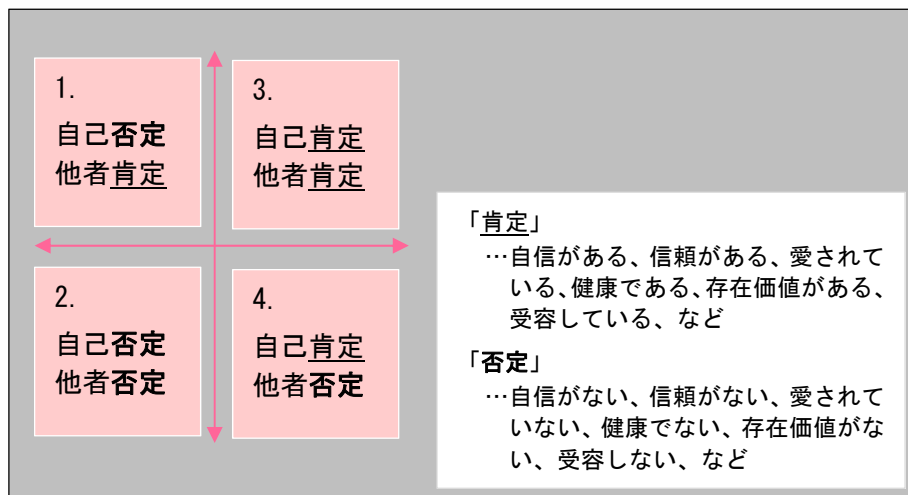 1.
自己否定
他者肯定
3.
自己肯定
他者肯定
2.
自己否定
他者否定
4.
自己肯定
他者否定
「肯定」
…自信がある、信頼がある、愛されて
いる、健康である、存在価値がある、
受容している、など
「否定」
…自信がない、信頼がない、愛されて
いない、健康でない、存在価値がな
い、受容しない、など